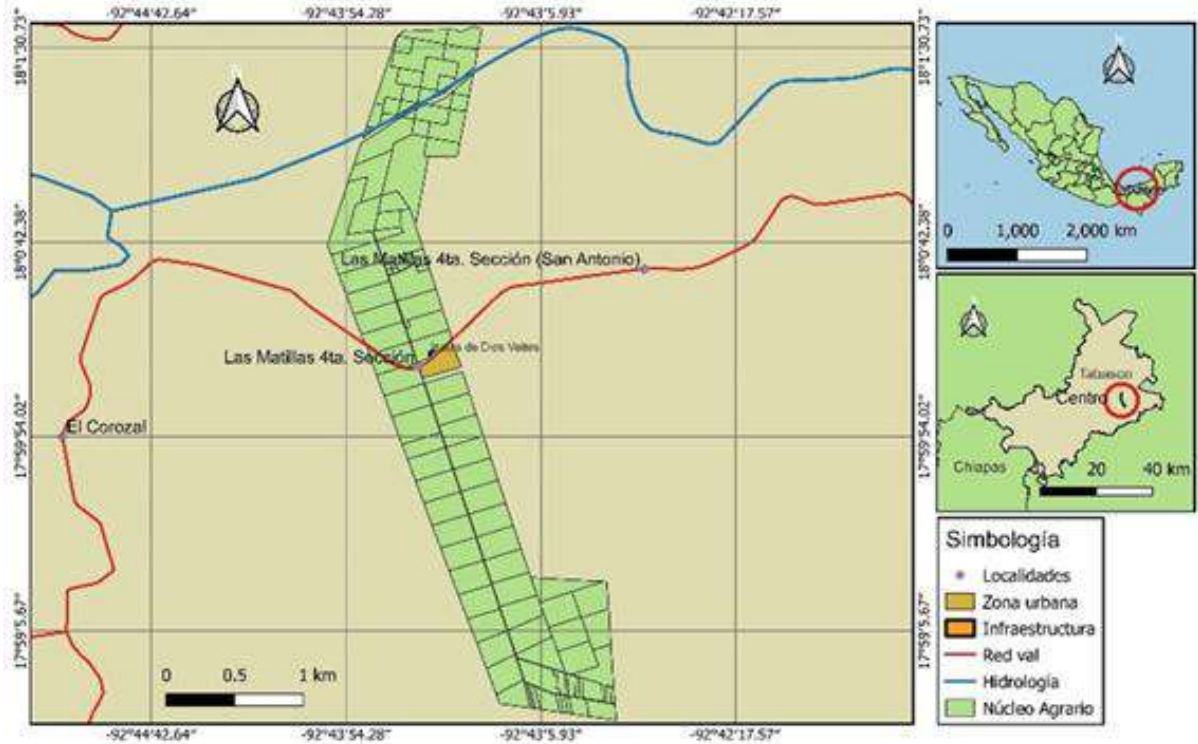 -92°44'42.64"
-92°43'54.28"
-92°43'5.93"
-92°42'17.57"
18°1'30.73"
18°1'30.73"
18°0'42.38"
18°0'42.38"
17°59'54.02"
17°59'54.02"
17°59'5.67"
17°59'5.67"
Las Matillas 4ta. Sección (San Antonio)
de Dios Valtes
Las Matillas 4ta. Sección
El Corozal
0 0.5 1 km
-92°44'42.64"
-92°43'54.28"
-92°43'5.93"
-92°42'17.57"
0 1,000 2,000 km
Tabasco
Centro
Chiapas
20 40 km
Simbología
Localidades
Zona urbana
Infraestructura
Red val
Hidrología
Núcleo Agrario